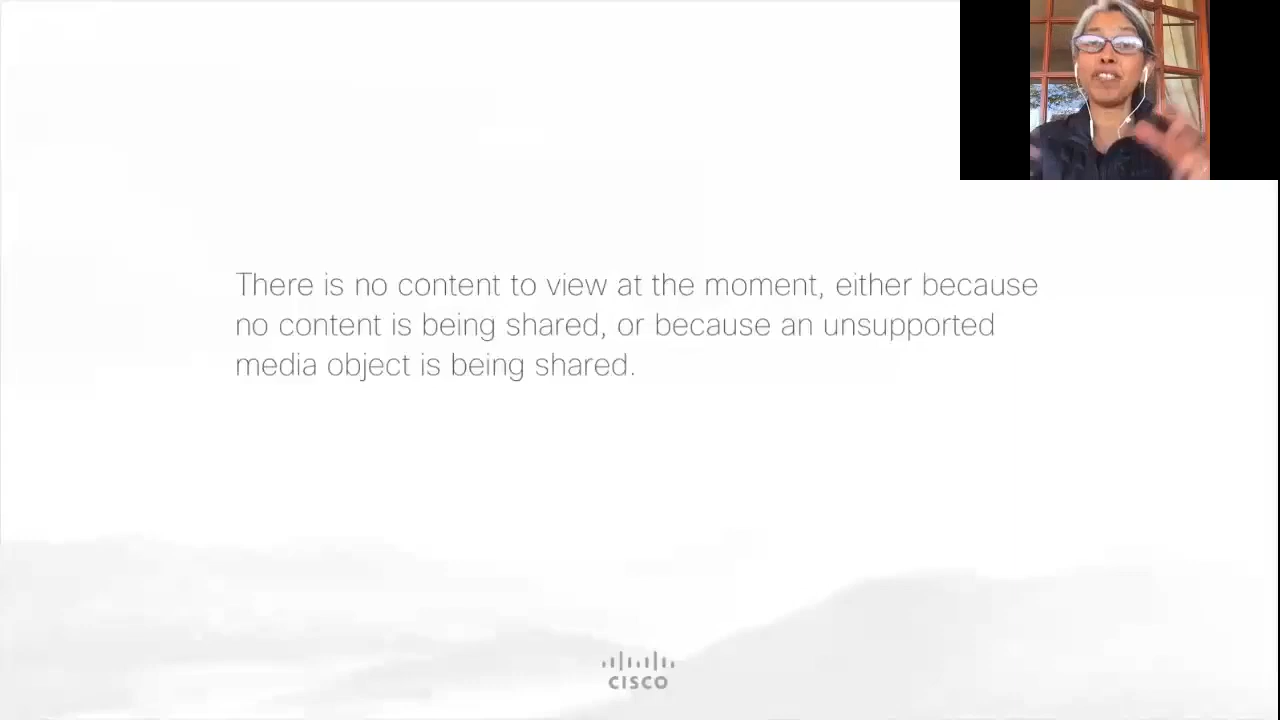 There is no content to view at the moment, either because
no content is being shared, or because an unsupported
media object is being shared.
CISCO